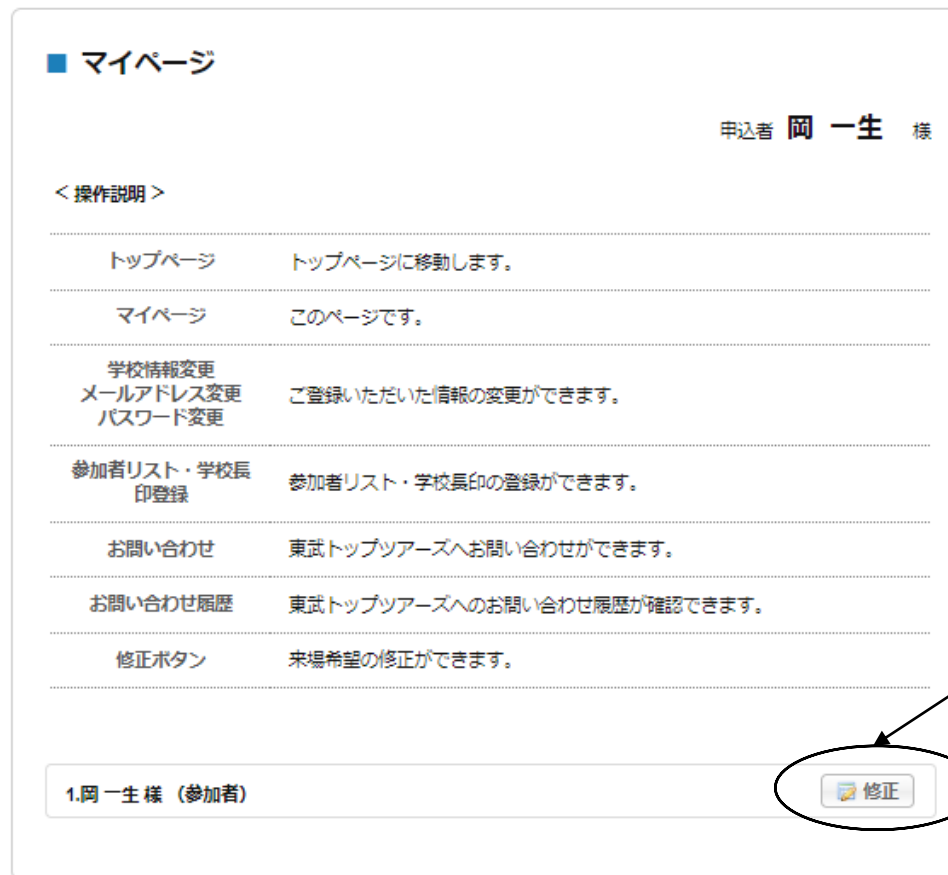 ■ マイページ
申込者 岡 一生 様
＜操作説明＞
トップページ トップページに移動します。
マイページ このページです。
学校情報変更
メールアドレス変更 ご登録いただいた情報の変更ができます。
パスワード変更
参加者リスト・学校長
印登録 参加者リスト・学校長印の登録ができます。
お問い合わせ 東武トップツアーズへお問い合わせができます。
お問い合わせ履歴 東武トップツアーズへのお問い合わせ履歴が確認できます。
修正ボタン 来場希望の修正ができます。
1.岡 一生 様 （参加者） 修正